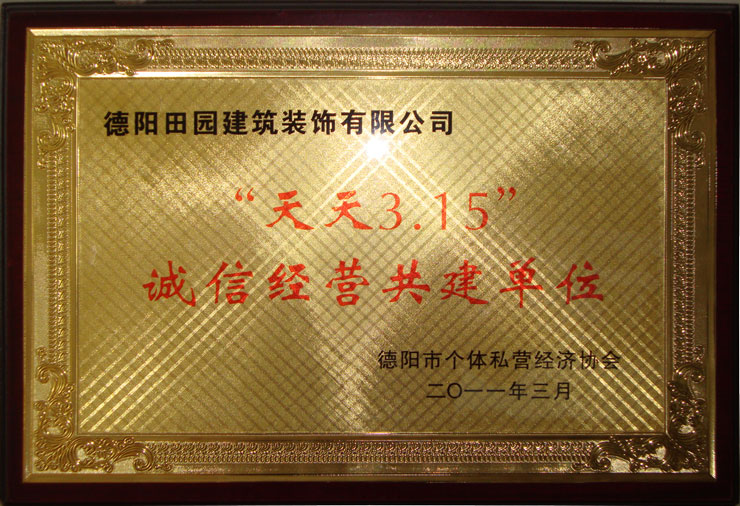 德阳田园建筑装饰有限公司
“天天3.15”
诚信经营共建单位
德阳市个体私营经济协会
二〇一一年三月